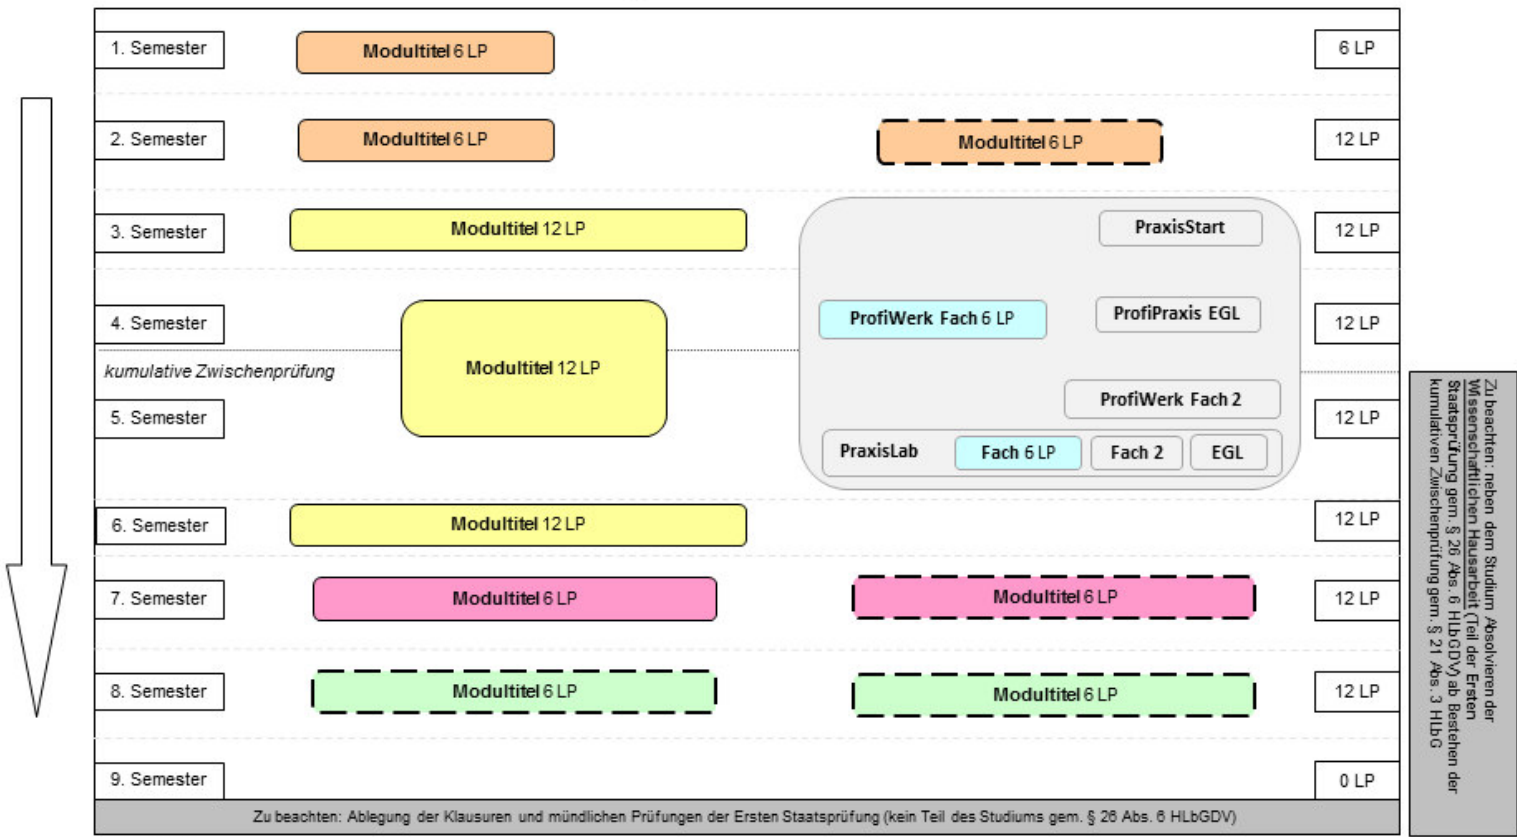 1. Semester
Modultitel 6 LP
6 LP
2. Semester
Modultitel 6 LP
Modultitel 6 LP
12 LP
3. Semester
Modultitel 12 LP
PraxisStart
12 LP
4. Semester
ProfiWerk Fach 6 LP
ProfiPraxis EGL
12 LP
kumulative Zwischenprüfung
Modultitel 12 LP
5. Semester
ProfiWerk Fach 2
12 LP
PraxisLab
Fach 6 LP
Fach 2
EGL
6. Semester
Modultitel 12 LP
12 LP
7. Semester
Modultitel 6 LP
Modultitel 6 LP
12 LP
8. Semester
Modultitel 6 LP
Modultitel 6 LP
12 LP
9. Semester
0 LP
Zu beachten: Ablegung der Klausuren und mündlichen Prüfungen der Ersten Staatsprüfung (kein Teil des Studiums gem. § 26 Abs. 6 HLbGDV)
Zu beachten: neben dem Studium Absolvieren der
Wissenschaftlichen Hausarbeit (Teil der Ersten
Staatsprüfung gem. § 26 Abs. 6 HLbGDV) ab Bestehen der
kumulativen Zwischenprüfung gem. § 21 Abs. 3 HLbG